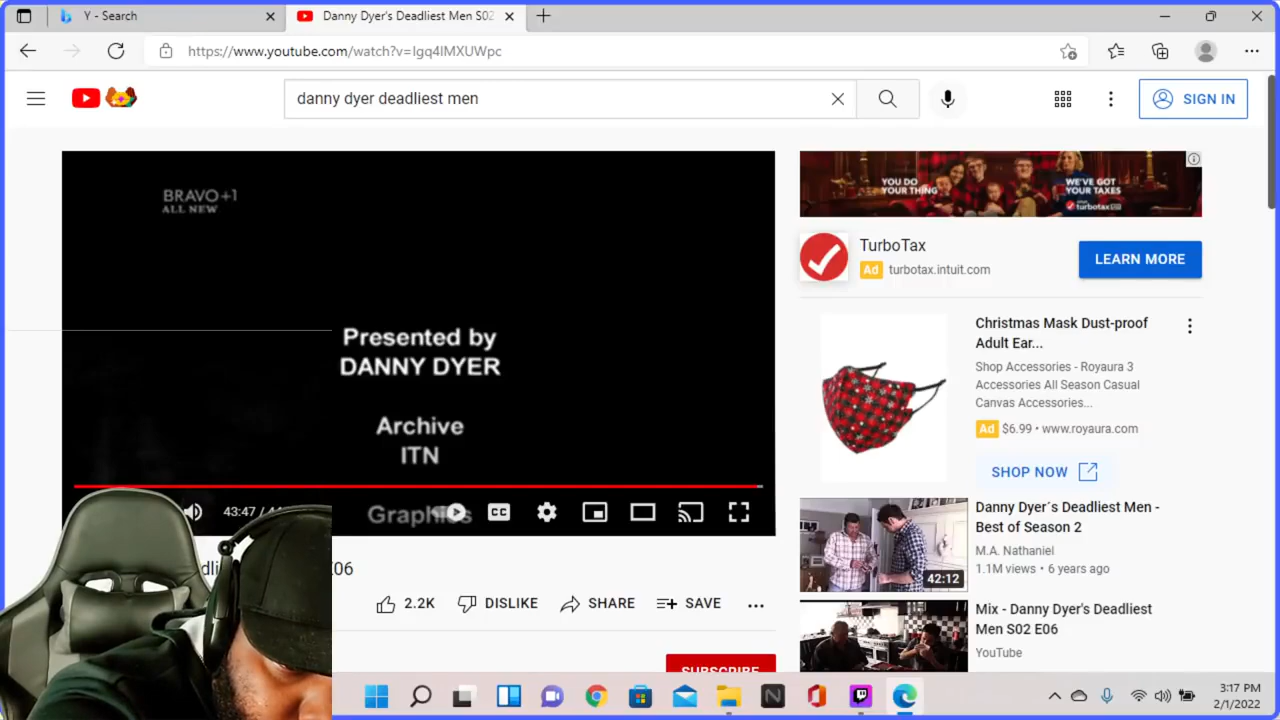 Y - Search
Danny Dyer's Deadliest Men S02
https://www.youtube.com/watch?v=Igq4IMXUWpc
danny dyer deadliest men
SIGN IN
BRAVO+1
ALL NEW
Presented by
DANNY DYER
Archive
ITN
Graphics
43:47
CC
E06
2.2K
DISLIKE
SHARE
SAVE
SUBSCRIBE
YOU DO
YOUR THING
WE'VE GOT
YOUR TAXES
turbotax
TurboTax
Ad turbotax.intuit.com
LEARN MORE
Christmas Mask Dust-proof
Adult Ear...
Shop Accessories - Royaura 3
Accessories All Season Casual
Canvas Accessories...
Ad $6.99 • www.royaura.com
SHOP NOW
42:12
Danny Dyer´s Deadliest Men -
Best of Season 2
M.A. Nathaniel
1.1M views • 6 years ago
Mix - Danny Dyer's Deadliest
Men S02 E06
YouTube
3:17 PM
2/1/2022